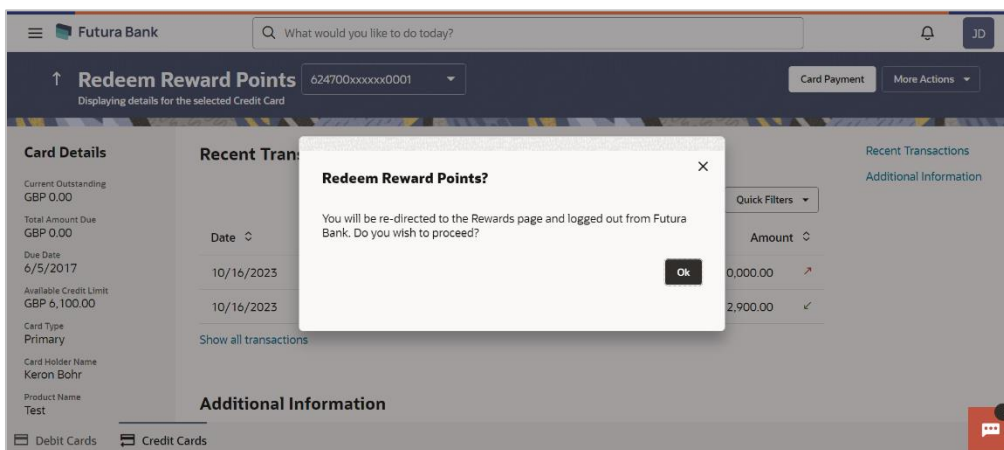 Futura Bank
What would you like to do today?
JD
Redeem Reward Points
624700xxxxxx0001
Card Payment
More Actions
Displaying details for the selected Credit Card
Card Details
Current Outstanding
GBP 0.00
Total Amount Due
GBP 0.00
Due Date
6/5/2017
Available Credit Limit
GBP 6,100.00
Card Type
Primary
Card Holder Name
Keron Bohr
Product Name
Test
Recent
Quick Filters
Date
Amount
10/16/2023
0,000.00
10/16/2023
2,900.00
Show all transactions
Additional Information
Redeem Reward Points?
You will be re-directed to the Rewards page and logged out from Futura
Bank. Do you wish to proceed?
Ok
Recent Transactions
Additional Information
Debit Cards
Credit Cards